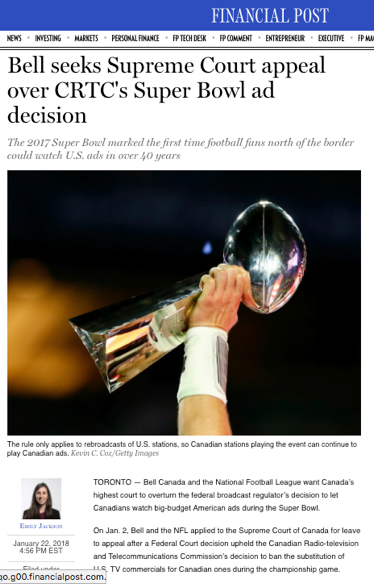 FINANCIAL POST
NEWS • INVESTING • MARKETS • PERSONAL FINANCE • FP TECH DESK • FP COMMENT • ENTREPRENEUR • EXECUTIVE • FP MA
Bell seeks Supreme Court appeal
over CRTC's Super Bowl ad
decision
The 2017 Super Bowl marked the first time football fans north of the border
could watch U.S. ads in over 40 years
The rule only applies to rebroadcasts of U.S. stations, so Canadian stations playing the event can continue to
play Canadian ads. Kevin C. Cox/Getty Images
EMILY JACKSON
January 22, 2018
4:56 PM EST
Filed under
TORONTO — Bell Canada and the National Football League want Canada's
highest court to overturn the federal broadcast regulator's decision to let
Canadians watch big-budget American ads during the Super Bowl.
On Jan. 2, Bell and the NFL applied to the Supreme Court of Canada for leave
to appeal after a Federal Court decision upheld the Canadian Radio-television
and Telecommunications Commission's decision to ban the substitution of
U.S. TV commercials for Canadian ones during the championship game.
qo.g00.financialpost.com.